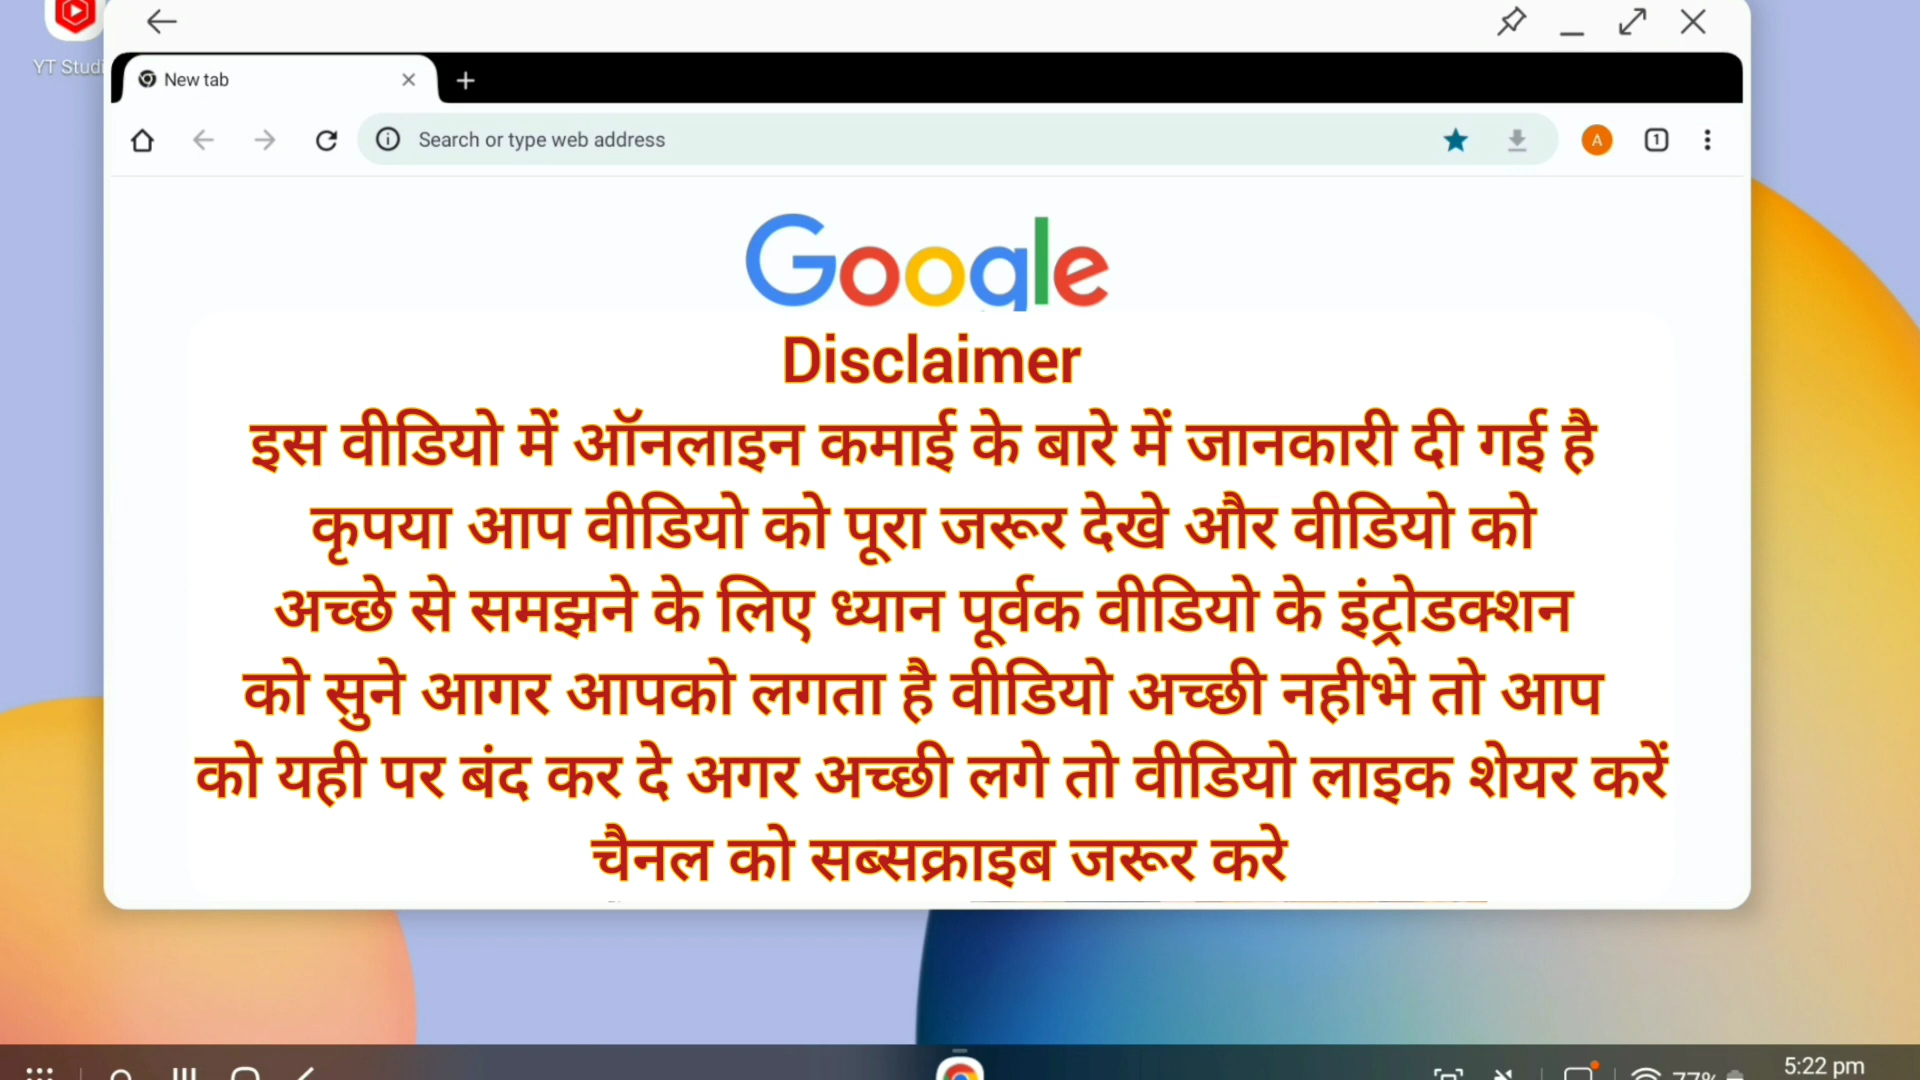 YT Studi
New tab
Search or type web address
A
1
Google
Disclaimer
इस वीडियो में ऑनलाइन कमाई के बारे में जानकारी दी गई है
कृपया आप वीडियो को पूरा जरूर देखे और वीडियो को
अच्छे से समझने के लिए ध्यान पूर्वक वीडियो के इंट्रोडक्शन
को सुने आगर आपको लगता है वीडियो अच्छी नहीभे तो आप
को यही पर बंद कर दे अगर अच्छी लगे तो वीडियो लाइक शेयर करें
चैनल को सब्सक्राइब जरूर करे
77%
5:22 pm